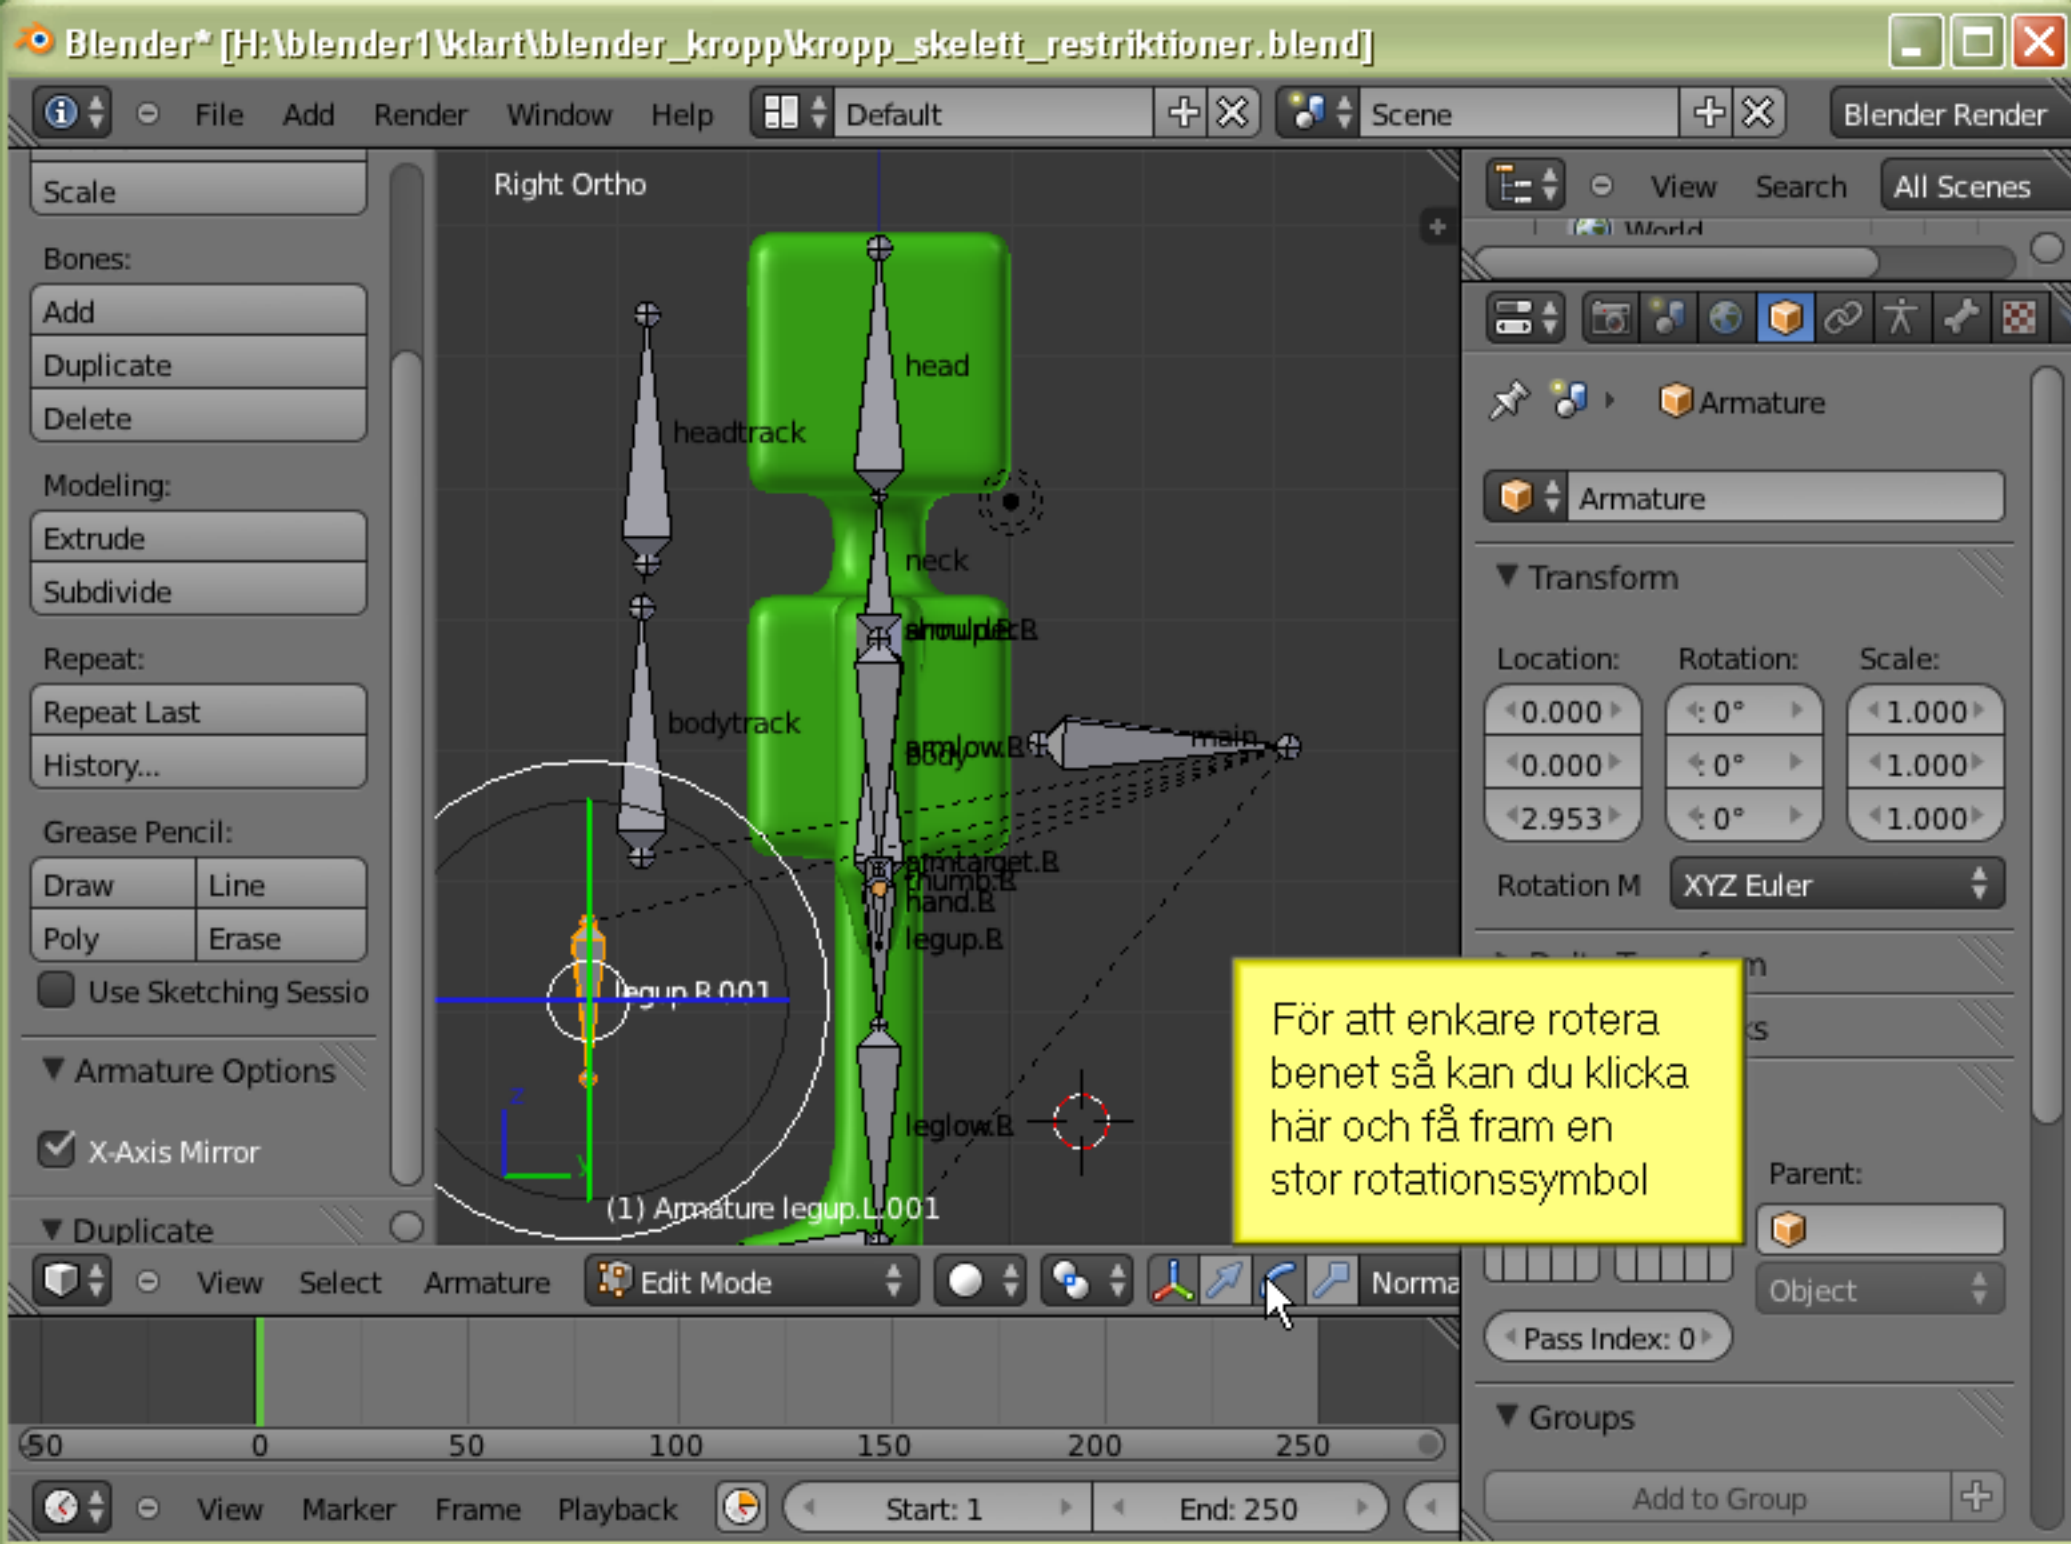 Blender* [H:\blender1\klart\blender_kropp\kropp_skelett_restriktioner.blend]
File Add Render Window Help Default Scene Blender Render
Scale
Bones:
Add
Duplicate
Delete
Modeling:
Extrude
Subdivide
Repeat:
Repeat Last
History...
Grease Pencil:
Draw Line
Poly Erase
Use Sketching Sessio
Armature Options
X-Axis Mirror
Duplicate
Right Ortho
head
headtrack
neck
bodytrack
main
armlow.R
body
armtarget.R
thumb.R
hand.R
legup.R
legup.R.001
leglow.R
z
y
(1) Armature legup.L.001
För att enkare rotera
benet så kan du klicka
här och få fram en
stor rotationssymbol
View Select Armature Edit Mode Norma
-50 0 50 100 150 200 250
View Marker Frame Playback Start: 1 End: 250
View Search All Scenes
World
Armature
Armature
Transform
Location: Rotation: Scale:
0.000 : 0° 1.000
0.000 : 0° 1.000
2.953 : 0° 1.000
Rotation M XYZ Euler
Parent:
Object
Pass Index: 0
Groups
Add to Group